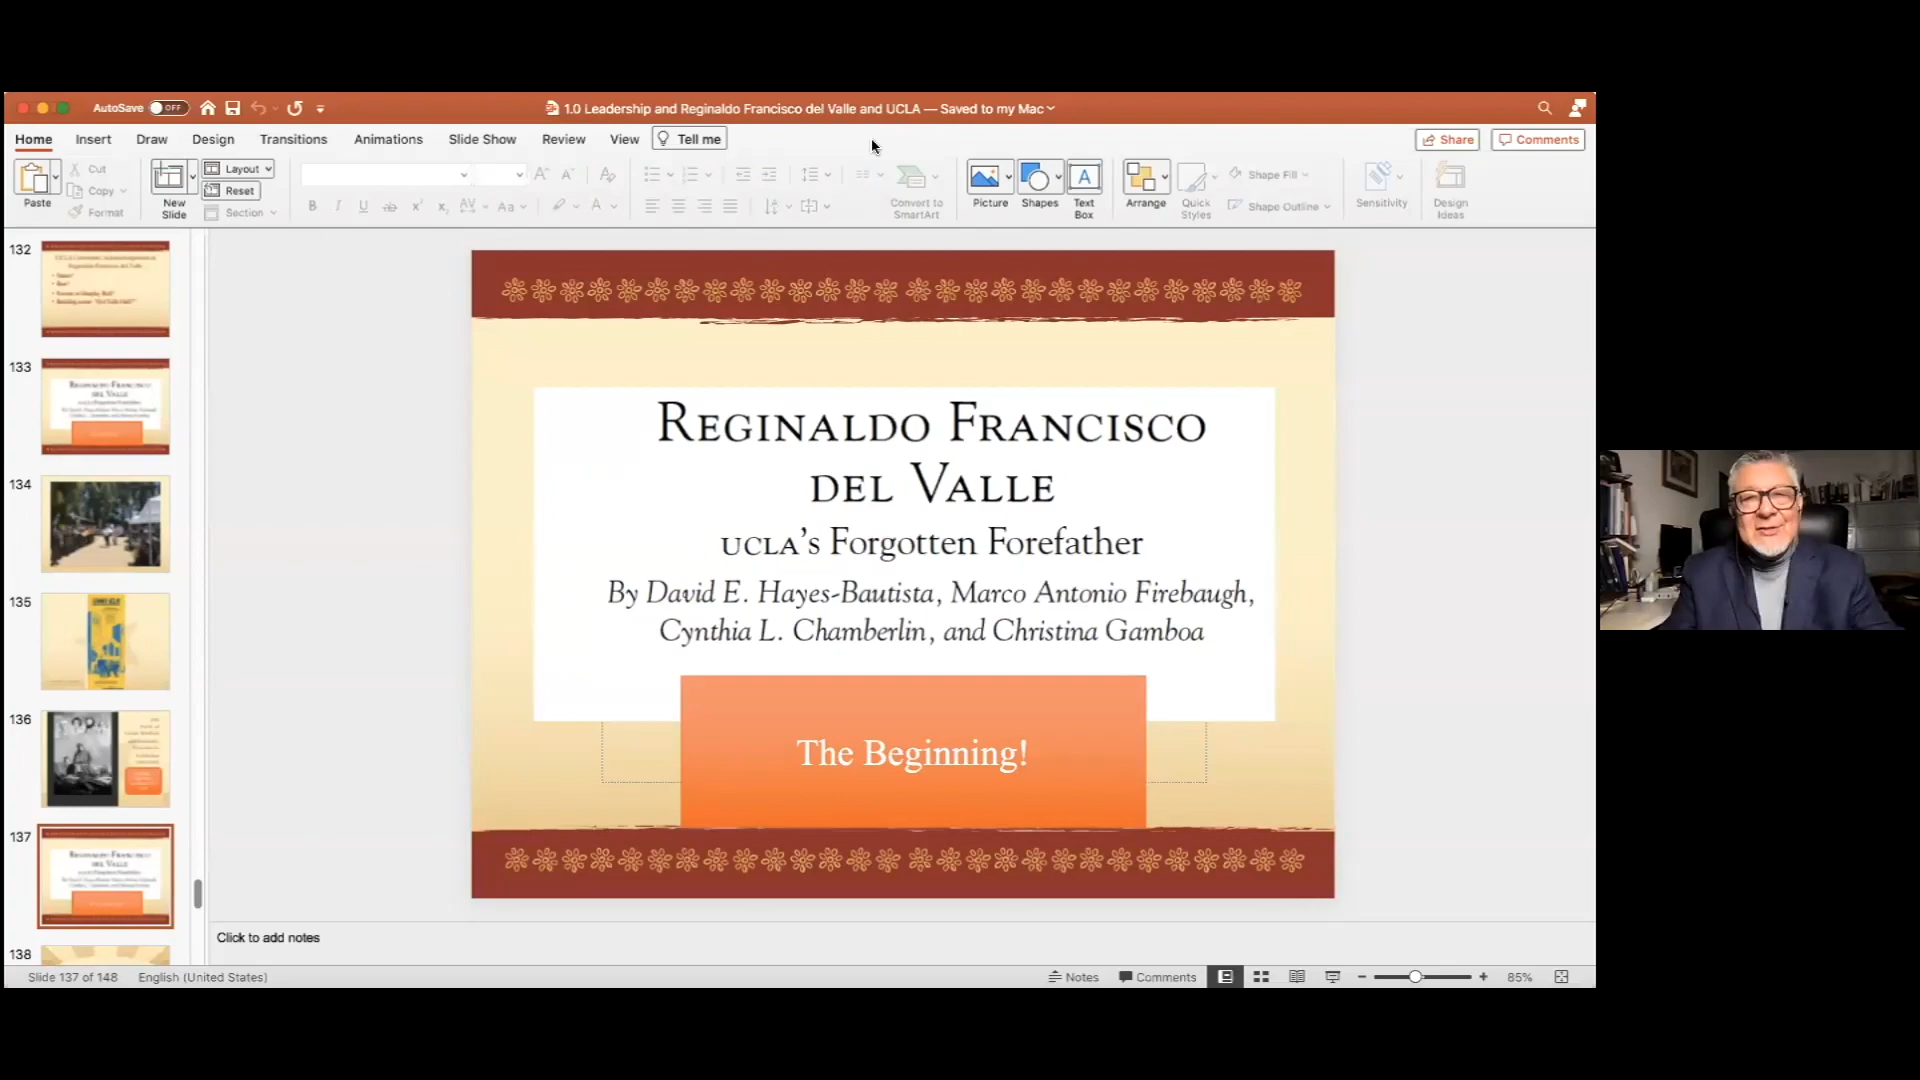 AutoSave OFF
1.0 Leadership and Reginaldo Francisco del Valle and UCLA — Saved to my Mac
Home Insert Draw Design Transitions Animations Slide Show Review View Tell me Share Comments
Paste Cut Copy Format
New Slide Layout Reset Section
B I U ab X² X₂ AV Aa A
Convert to SmartArt
Picture Shapes Text Box Arrange Quick Styles Shape Fill Shape Outline Sensitivity Design Ideas
132
133
134
135
136
137
138
REGINALDO FRANCISCO
DEL VALLE
UCLA's Forgotten Forefather
By David E. Hayes-Bautista, Marco Antonio Firebaugh,
Cynthia L. Chamberlin, and Christina Gamboa
The Beginning!
Click to add notes
Slide 137 of 148 English (United States) Notes Comments 85%